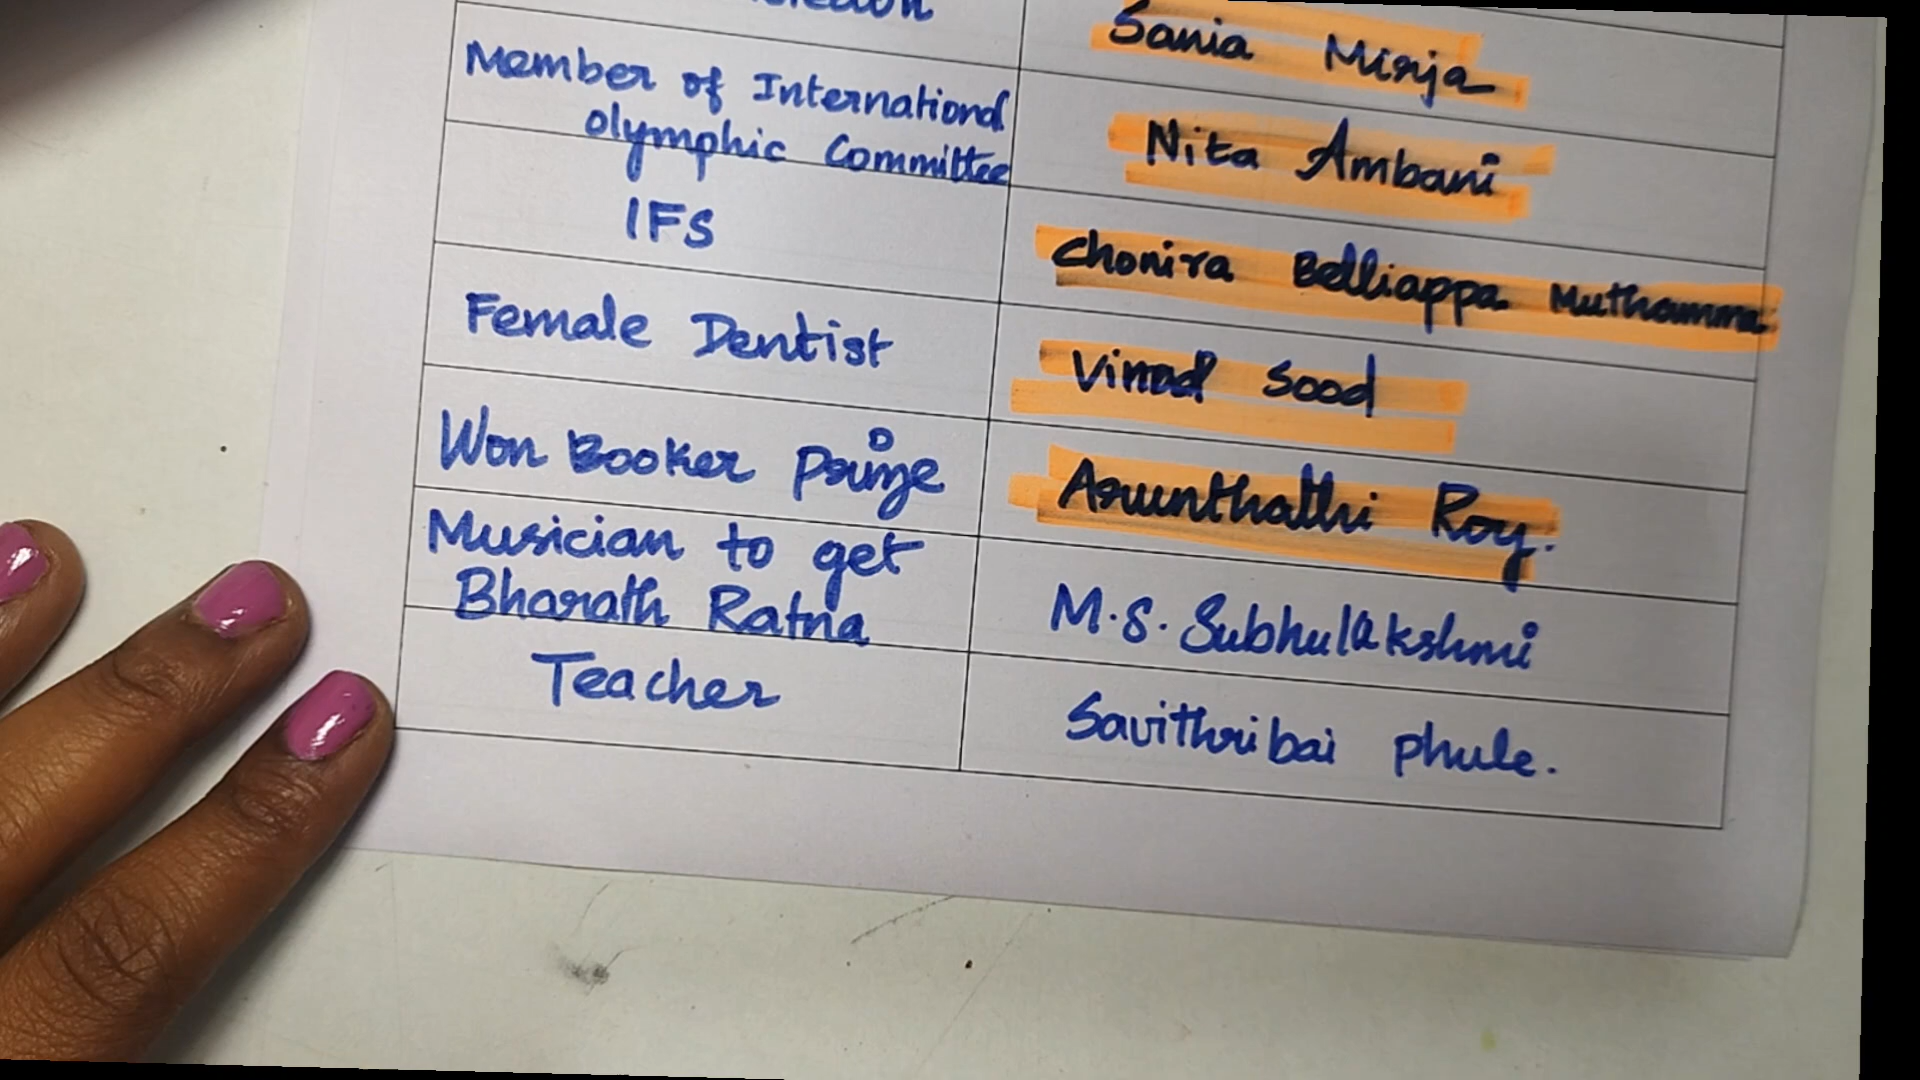 Sania Mirja
Member of International
olymphic Committee
Nita Ambani
IFS
Chonira Belliappa Muthamma
Female Dentist
Sood
Won Booker Prize
Arunthathi Roy.
Musician to get
Bharath Ratna
M.S. Subhulakshmi
Teacher
Savithribai phule.